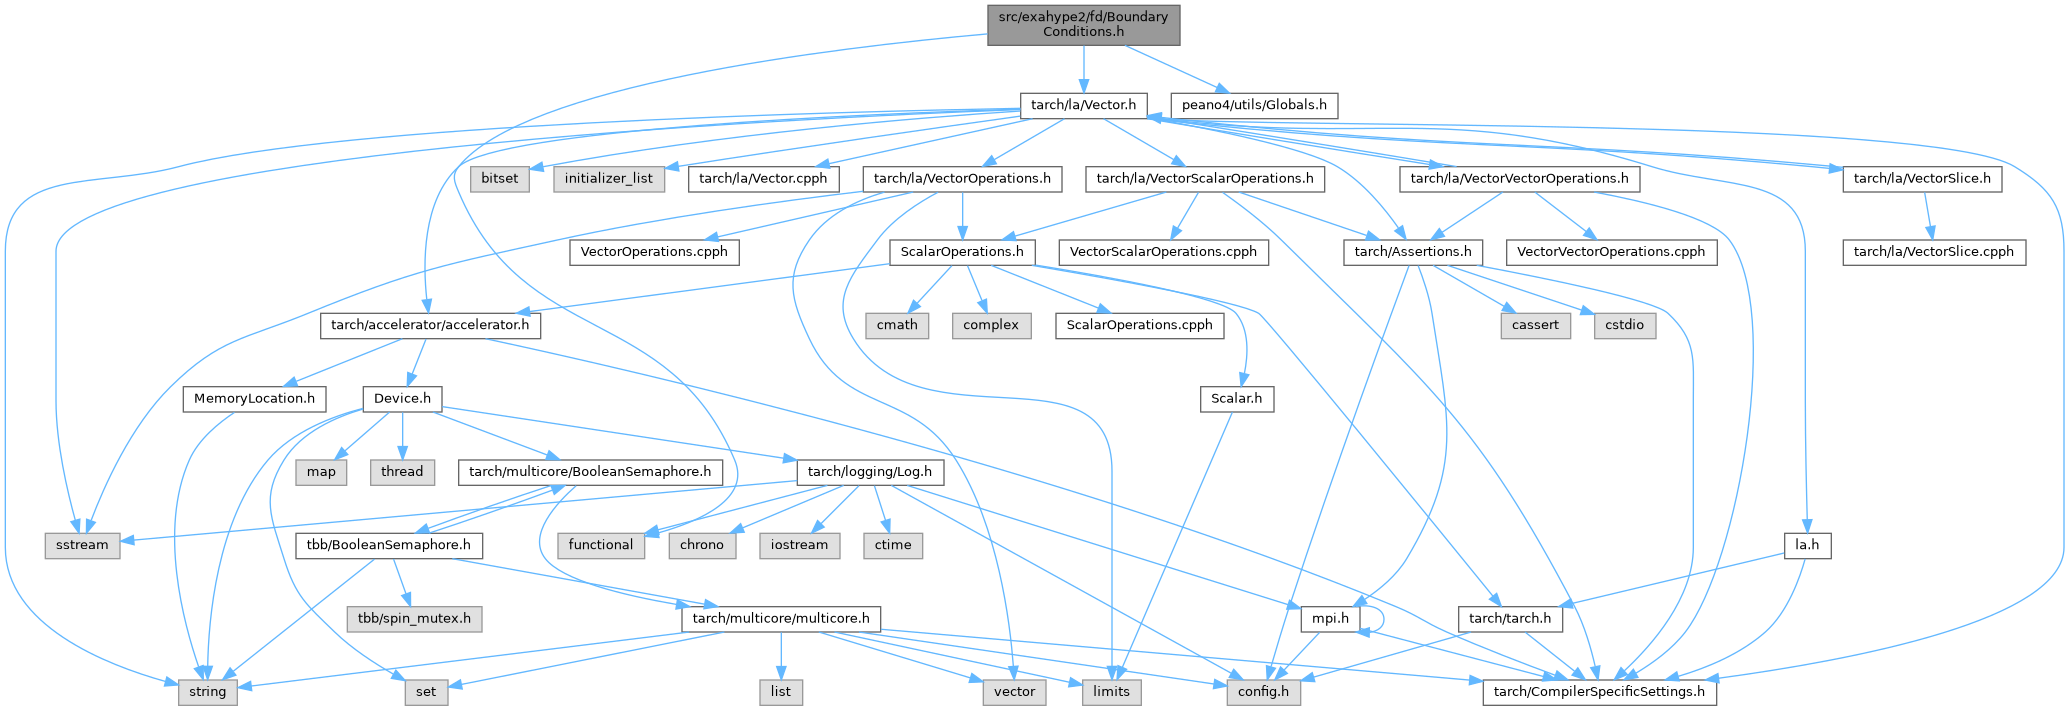 src/exahype2/fd/Boundary
Conditions.h
tarch/la/Vector.h
peano4/utils/Globals.h
bitset
initializer_list
tarch/la/Vector.cpph
tarch/la/VectorOperations.h
tarch/la/VectorScalarOperations.h
tarch/la/VectorVectorOperations.h
tarch/la/VectorSlice.h
VectorOperations.cpph
ScalarOperations.h
VectorScalarOperations.cpph
tarch/Assertions.h
VectorVectorOperations.cpph
tarch/la/VectorSlice.cpph
tarch/accelerator/accelerator.h
cmath
complex
ScalarOperations.cpph
cassert
cstdio
MemoryLocation.h
Device.h
Scalar.h
map
thread
tarch/multicore/BooleanSemaphore.h
tarch/logging/Log.h
sstream
tbb/BooleanSemaphore.h
functional
chrono
iostream
ctime
la.h
tbb/spin_mutex.h
tarch/multicore/multicore.h
mpi.h
tarch/tarch.h
string
set
list
vector
limits
config.h
tarch/CompilerSpecificSettings.h